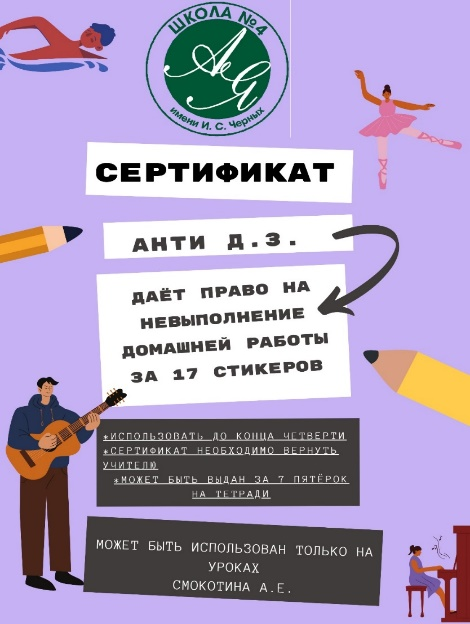 ШКОЛА №4
АЯ
имени И. С. Черных
СЕРТИФИКАТ
АНТИ Д.З.
ДАЁТ ПРАВО НА
НЕВЫПОЛНЕНИЕ
ДОМАШНЕЙ РАБОТЫ
ЗА 17 СТИКЕРОВ
*ИСПОЛЬЗОВАТЬ ДО КОНЦА ЧЕТВЕРТИ
*СЕРТИФИКАТ НЕОБХОДИМО ВЕРНУТЬ
УЧИТЕЛЮ
*МОЖЕТ БЫТЬ ВЫДАН ЗА 7 ПЯТЁРОК
НА ТЕТРАДИ
МОЖЕТ БЫТЬ ИСПОЛЬЗОВАН ТОЛЬКО НА
УРОКАХ
СМОКОТИНА А.Е.